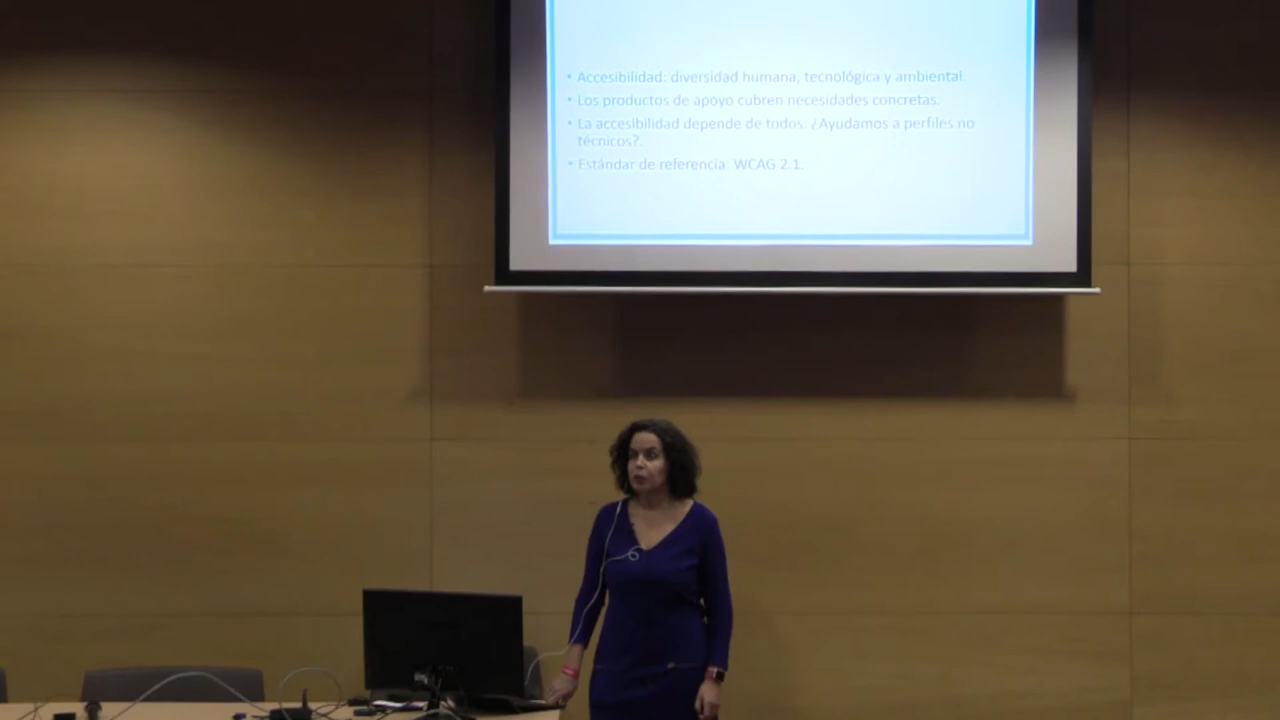 • Accesibilidad: diversidad humana, tecnológica y ambiental.
• Los productos de apoyo cubren necesidades concretas.
• La accesibilidad depende de todos. ¿Ayudamos a perfiles no
técnicos?.
• Estándar de referencia: WCAG 2.1.